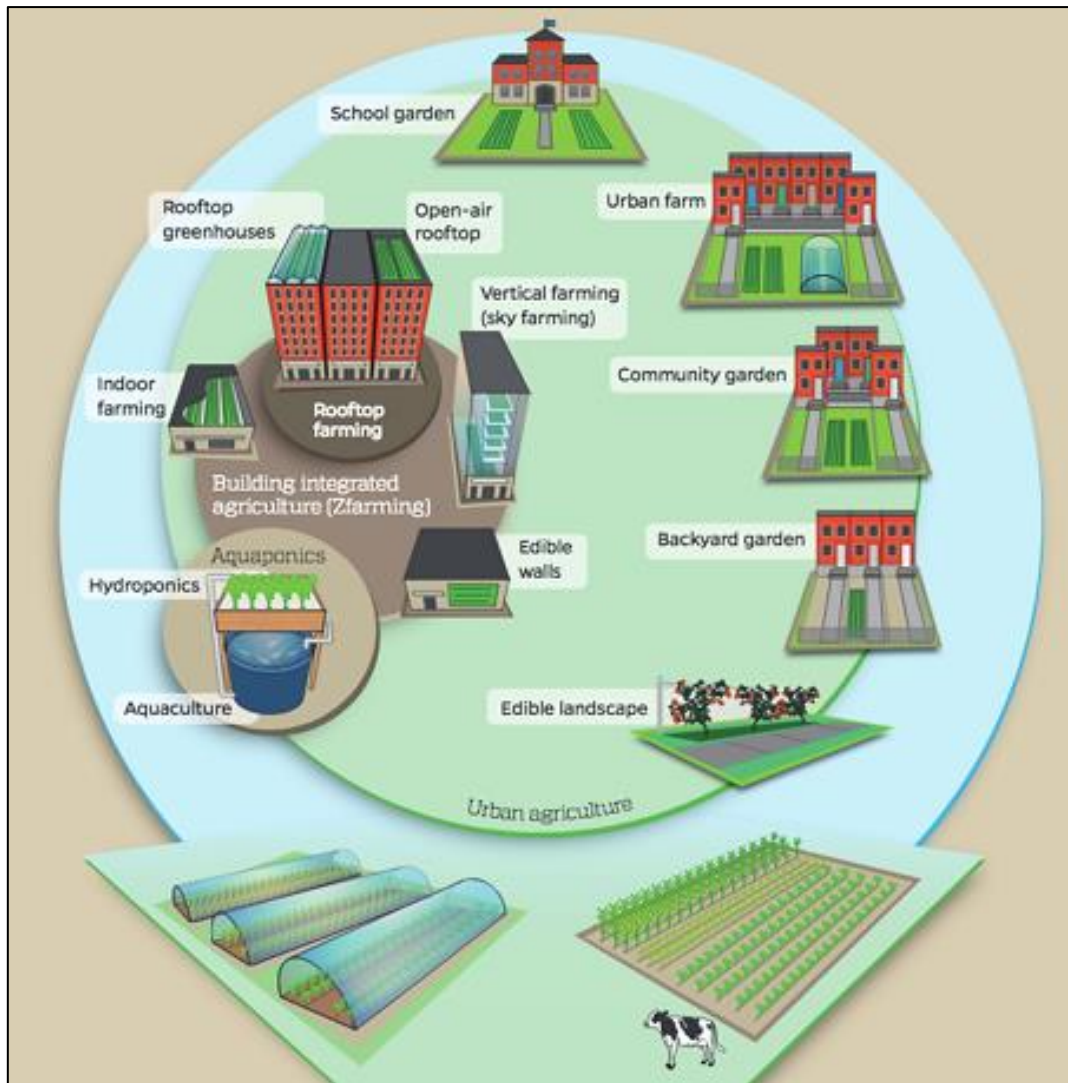 School garden
Urban farm
Rooftop
greenhouses
Open-air
rooftop
Vertical farming
(sky farming)
Community garden
Indoor
farming
Rooftop
farming
Building integrated
agriculture (Zfarming)
Backyard garden
Aquaponics
Edible
walls
Hydroponics
Aquaculture
Edible landscape
Urban agriculture